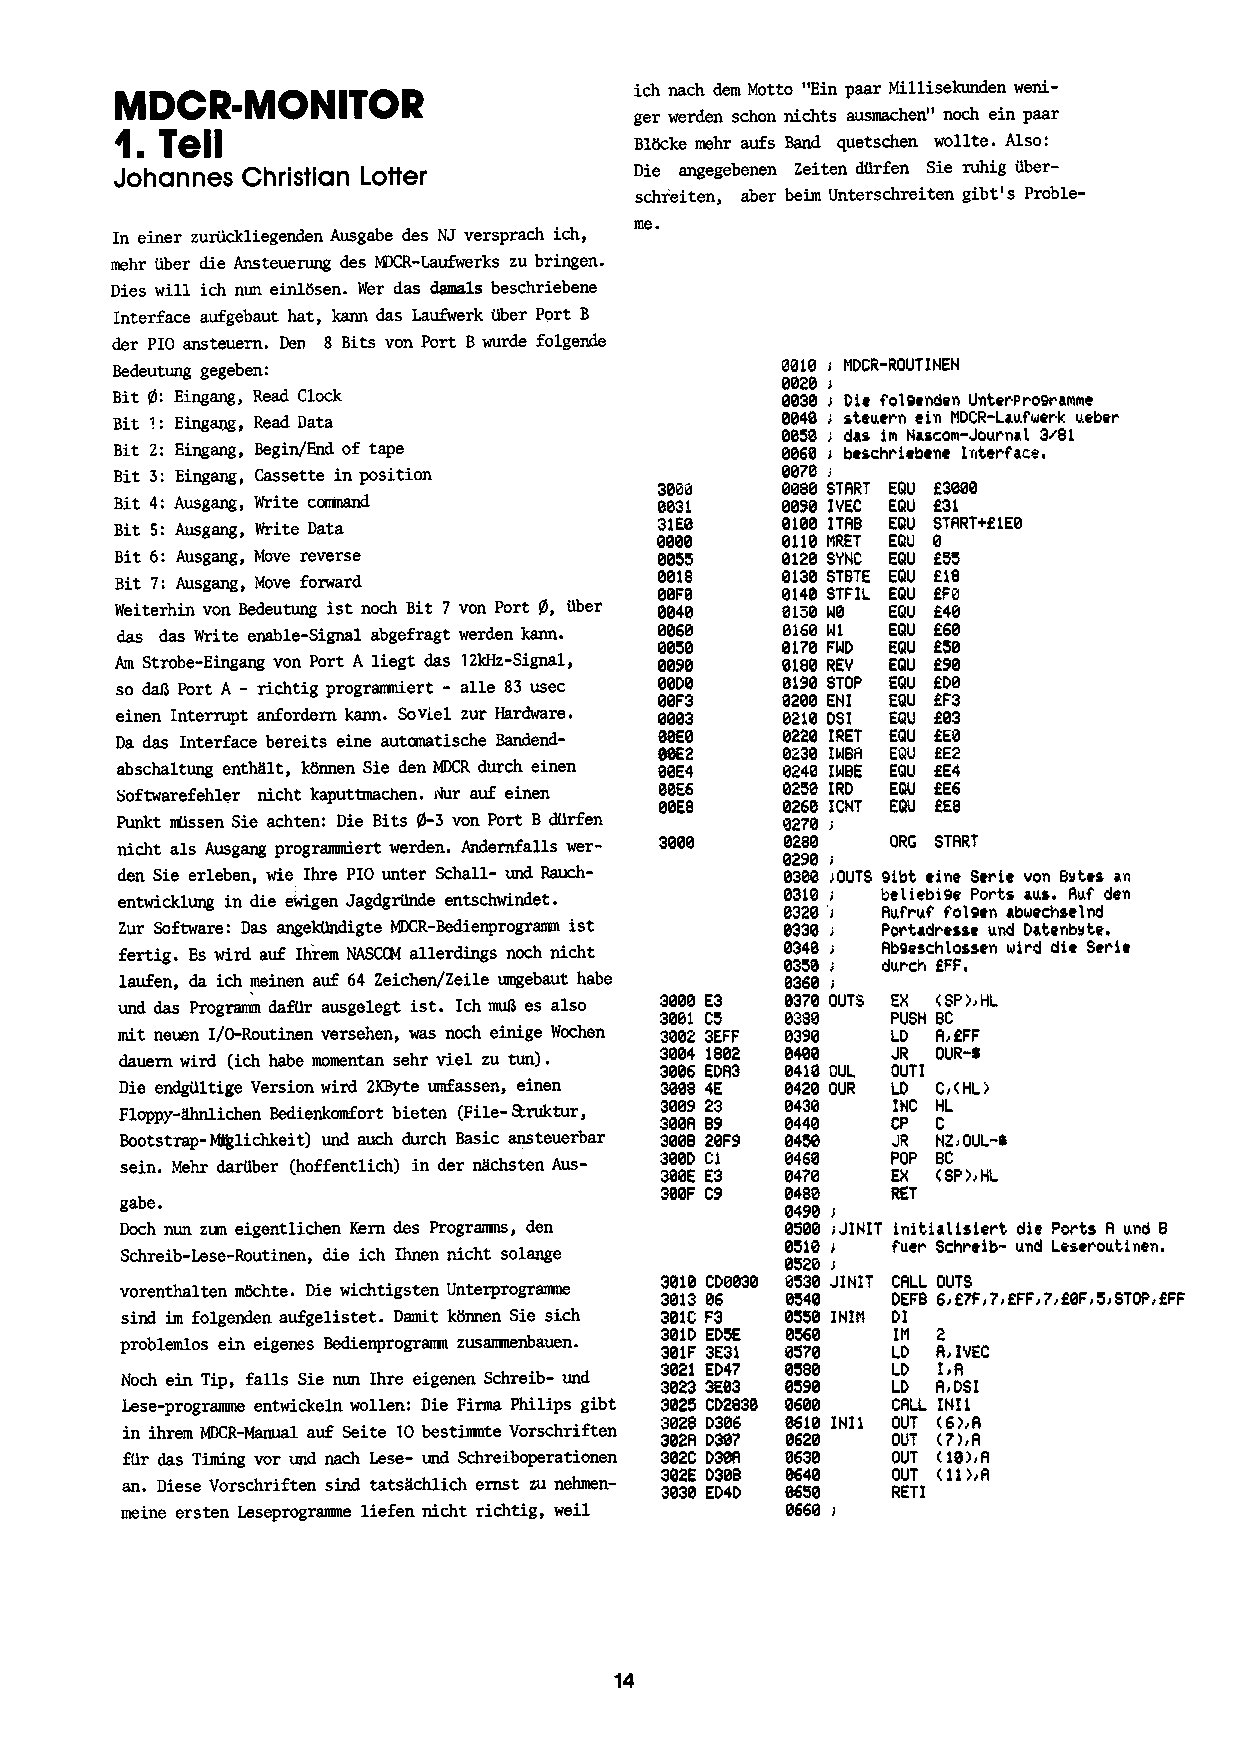 MDCR-MONITOR
1. Teil
Johannes Christian Lotter
In einer zurückliegenden Ausgabe des NJ versprach ich,
mehr über die Ansteuerung des MDCR-Laufwerks zu bringen.
Dies will ich nun einlösen. Wer das damals beschriebene
Interface aufgebaut hat, kann das Laufwerk über Port B
der PIO ansteuern. Den 8 Bits von Port B wurde folgende
Bedeutung gegeben:
Bit Ø: Eingang, Read Clock
Bit 1: Eingang, Read Data
Bit 2: Eingang, Begin/End of tape
Bit 3: Eingang, Cassette in position
Bit 4: Ausgang, Write command
Bit 5: Ausgang, Write Data
Bit 6: Ausgang, Move reverse
Bit 7: Ausgang, Move forward
Weiterhin von Bedeutung ist noch Bit 7 von Port Ø, über
das das Write enable-Signal abgefragt werden kann.
Am Strobe-Eingang von Port A liegt das 12kHz-Signal,
so daß Port A - richtig programmiert - alle 83 usec
einen Interrupt anfordern kann. Soviel zur Hardware.
Da das Interface bereits eine automatische Bandend-
abschaltung enthält, können Sie den MDCR durch einen
Softwarefehler nicht kaputtmachen. Nur auf einen
Punkt müssen Sie achten: Die Bits Ø-3 von Port B dürfen
nicht als Ausgang programmiert werden. Andernfalls wer-
den Sie erleben, wie Ihre PIO unter Schall- und Rauch-
entwicklung in die ewigen Jagdgründe entschwindet.
Zur Software: Das angekündigte MDCR-Bedienprogramm ist
fertig. Es wird auf Ihrem NASCOM allerdings noch nicht
laufen, da ich meinen auf 64 Zeichen/Zeile umgebaut habe
und das Programm dafür ausgelegt ist. Ich muß es also
mit neuen I/O-Routinen versehen, was noch einige Wochen
dauern wird (ich habe momentan sehr viel zu tun).
Die endgültige Version wird 2KByte umfassen, einen
Floppy-ähnlichen Bedienkomfort bieten (File-Struktur,
Bootstrap-Möglichkeit) und auch durch Basic ansteuerbar
sein. Mehr darüber (hoffentlich) in der nächsten Aus-
gabe.
Doch nun zum eigentlichen Kern des Programms, den
Schreib-Lese-Routinen, die ich Ihnen nicht solange
vorenthalten möchte. Die wichtigsten Unterprogramme
sind im folgenden aufgelistet. Damit können Sie sich
problemlos ein eigenes Bedienprogramm zusammenbauen.
Noch ein Tip, falls Sie nun Ihre eigenen Schreib- und
Lese-programme entwickeln wollen: Die Firma Philips gibt
in ihrem MDCR-Manual auf Seite 10 bestimmte Vorschriften
für das Timing vor und nach Lese- und Schreiboperationen
an. Diese Vorschriften sind tatsächlich ernst zu nehmen-
meine ersten Leseprogramme liefen nicht richtig, weil
ich nach dem Motto "Ein paar Millisekunden weni-
ger werden schon nichts ausmachen" noch ein paar
Blöcke mehr aufs Band quetschen wollte. Also:
Die angegebenen Zeiten dürfen Sie ruhig über-
schreiten, aber beim Unterschreiten gibt's Proble-
me.
0010 ; MDCR-ROUTINEN
0020 ;
0030 ; Die folgenden Unterprogramme
0040 ; steuern ein MDCR-Laufwerk ueber
0050 ; das im Nascom-Journal 3/81
0060 ; beschriebene Interface.
0070 ;
3000 0080 START EQU £3000
0031 0090 IVEC EQU £31
31E0 0100 ITAB EQU START+£1E0
0000 0110 MRET EQU 0
0055 0120 SYNC EQU £55
0018 0130 STBTE EQU £18
00F0 0140 STFIL EQU £F0
0040 0150 W0 EQU £40
0060 0160 W1 EQU £60
0050 0170 FWD EQU £50
0090 0180 REV EQU £90
00D0 0190 STOP EQU £D0
00F3 0200 ENI EQU £F3
0003 0210 DSI EQU £03
00E0 0220 IRET EQU £E0
00E2 0230 IWBA EQU £E2
00E4 0240 IWBE EQU £E4
00E6 0250 IRD EQU £E6
00E8 0260 ICNT EQU £E8
0270 ;
3000 0280 ORG START
0290 ;
0300 ;OUTS gibt eine Serie von Bytes an
0310 ; beliebige Ports aus. Auf den
0320 ; Aufruf folgen abwechselnd
0330 ; Portadresse und Datenbyte.
0340 ; Abgeschlossen wird die Serie
0350 ; durch £FF.
0360 ;
3000 E3 0370 OUTS EX (SP),HL
3001 C5 0380 PUSH BC
3002 3EFF 0390 LD A,£FF
3004 1802 0400 JR OUR-$
3006 EDA3 0410 OUL OUTI
3008 4E 0420 OUR LD C,(HL)
3009 23 0430 INC HL
300A B9 0440 CP C
300B 20F9 0450 JR NZ,OUL-$
300D C1 0460 POP BC
300E E3 0470 EX (SP),HL
300F C9 0480 RET
0490 ;
0500 ;JINIT initialisiert die Ports A und B
0510 ; fuer Schreib- und Leseroutinen.
0520 ;
3010 CD0030 0530 JINIT CALL OUTS
3013 06 0540 DEFB 6,£7F,7,£FF,7,£0F,5,STOP,£FF
301C F3 0550 INIM DI
301D ED5E 0560 IM 2
301F 3E31 0570 LD A,IVEC
3021 ED47 0580 LD I,A
3023 3E03 0590 LD A,DSI
3025 CD2830 0600 CALL INI1
3028 D306 0610 INI1 OUT (6),A
302A D307 0620 OUT (7),A
302C D30A 0630 OUT (10),A
302E D30B 0640 OUT (11),A
3030 ED4D 0650 RETI
0660 ;
14